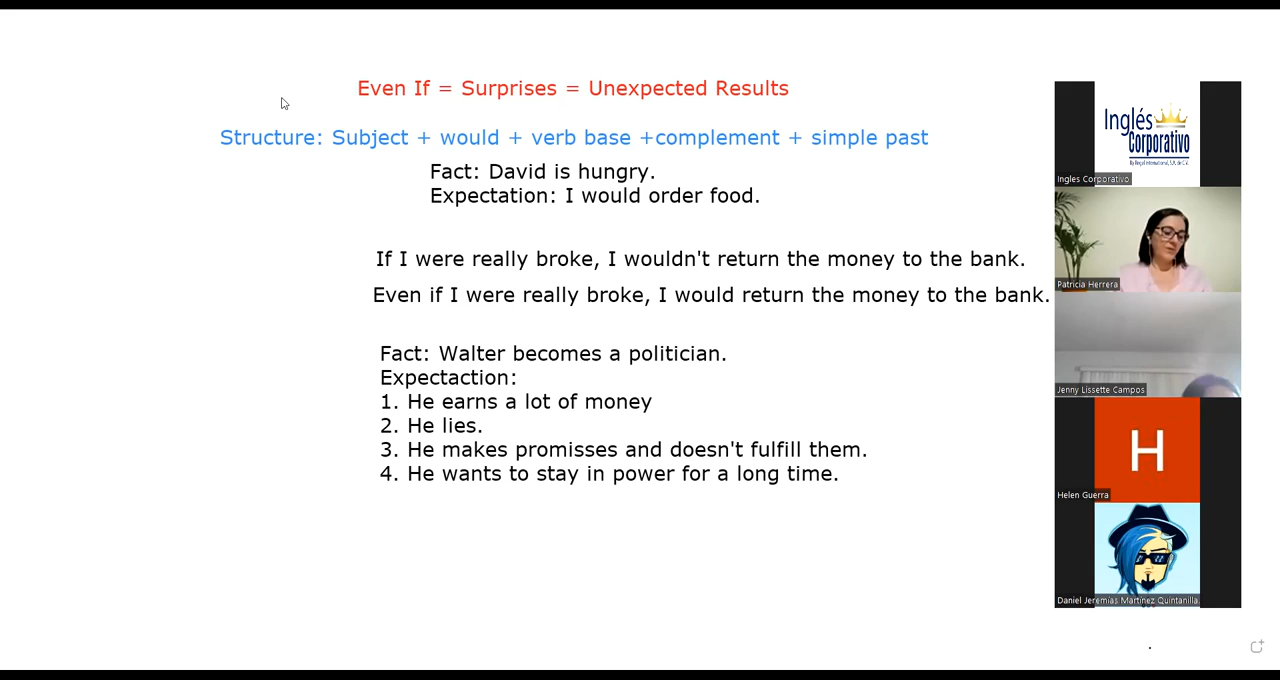 Even If = Surprises = Unexpected Results
Structure: Subject + would + verb base +complement + simple past
Fact: David is hungry.
Expectation: I would order food.
If I were really broke, I wouldn't return the money to the bank.
Even if I were really broke, I would return the money to the bank.
Fact: Walter becomes a politician.
Expectaction:
1. He earns a lot of money
2. He lies.
3. He makes promisses and doesn't fulfill them.
4. He wants to stay in power for a long time.
Inglés
Corporativo
Ingles Corporativo
Patricia Herrera
Jenny Lissette Campos
H
Helen Guerra
Daniel Jeremias Martinez Quintanilla